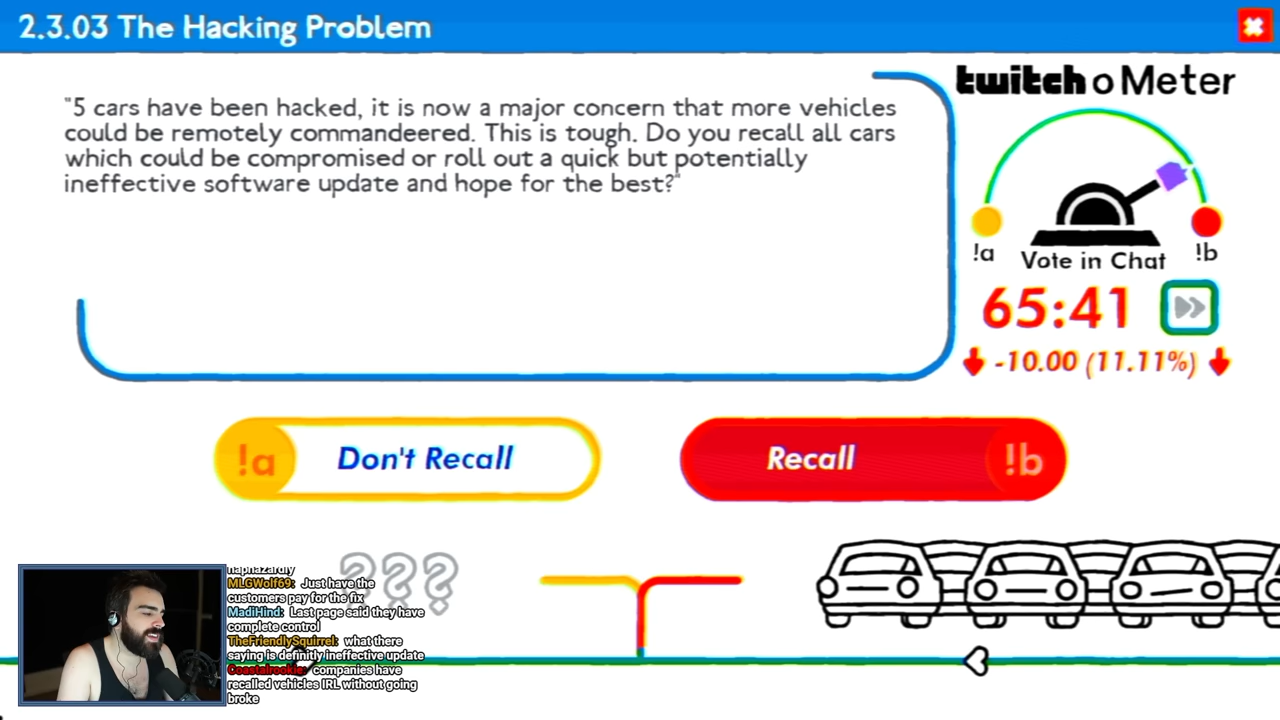 2.3.03 The Hacking Problem
"5 cars have been hacked, it is now a major concern that more vehicles
could be remotely commandeered. This is tough. Do you recall all cars
which could be compromised or roll out a quick but potentially
ineffective software update and hope for the best?"
twitch o Meter
!a
Vote in Chat
!b
65:41
-10.00 (11.11%)
!a Don't Recall
Recall !b
???
haphazardly
MLGWolf69: Just have the
customers pay for the fix
MadiHind: Last page said they have
complete control
TheFriendlySquirrel: what there
saying is definitly ineffective update
Coastalrookie: companies have
recalled vehicles IRL without going
broke